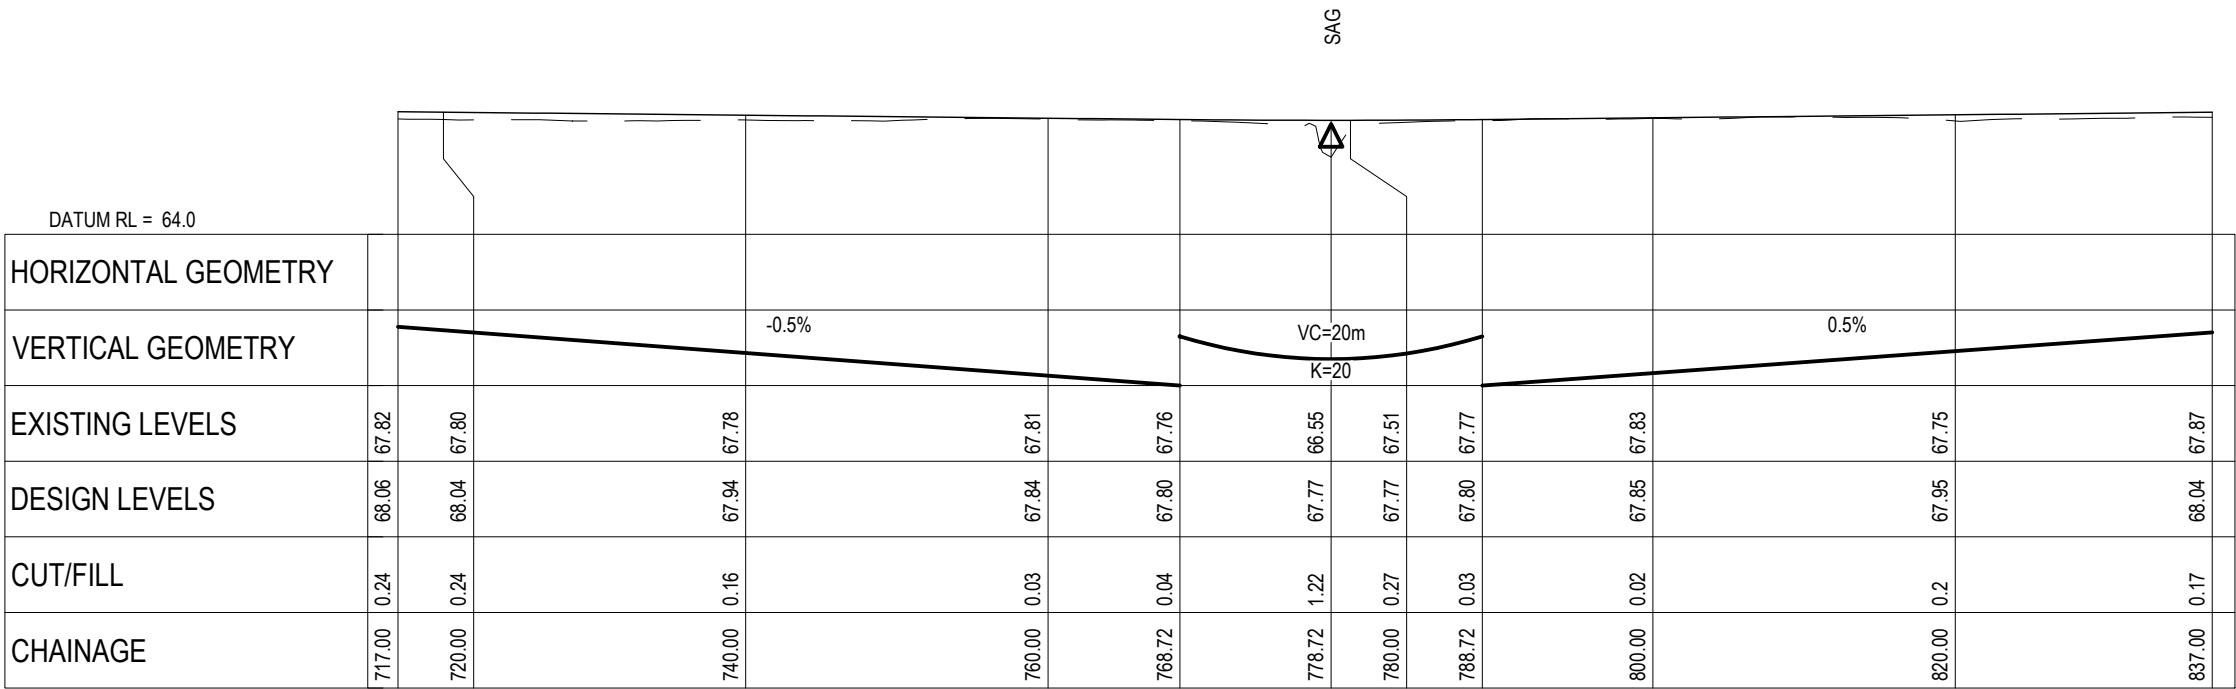 SAG
DATUM RL = 64.0
HORIZONTAL GEOMETRY
VERTICAL GEOMETRY -0.5% VC=20m K=20 0.5%
EXISTING LEVELS 67.82 67.80 67.78 67.81 67.76 66.55 67.51 67.77 67.83 67.75 67.87
DESIGN LEVELS 68.06 68.04 67.94 67.84 67.80 67.77 67.77 67.80 67.85 67.95 68.04
CUT/FILL 0.24 0.24 0.16 0.03 0.04 1.22 0.27 0.03 0.02 0.2 0.17
CHAINAGE 717.00 720.00 740.00 760.00 768.72 778.72 780.00 788.72 800.00 820.00 837.00